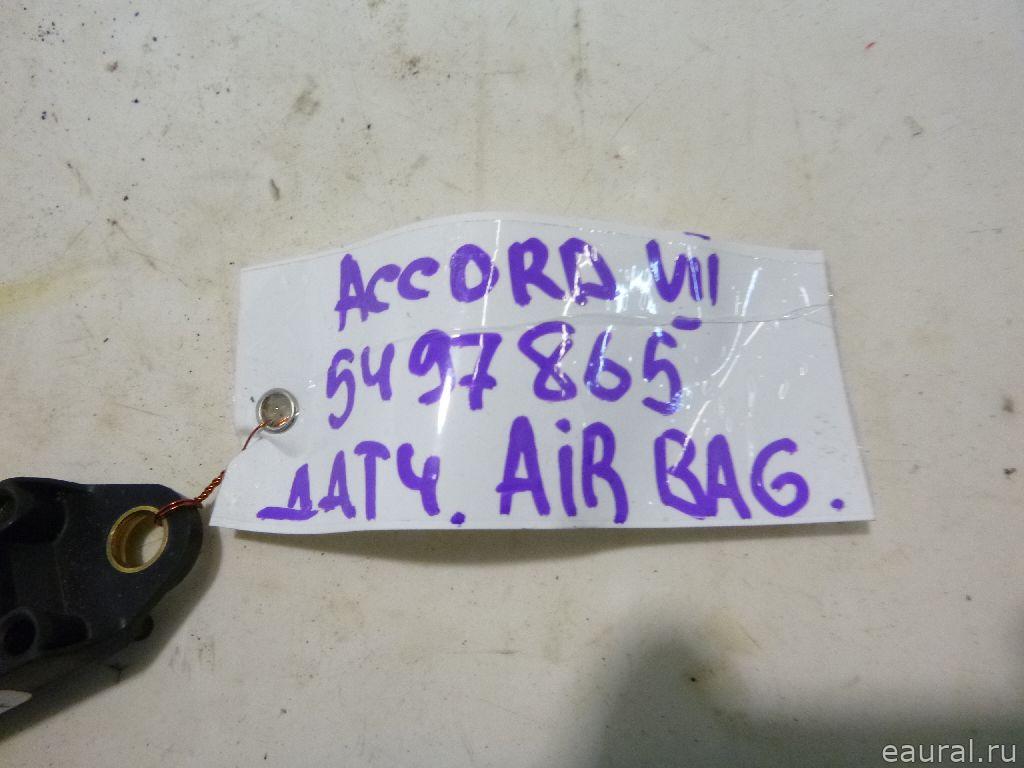 ACCORD VII
5497865
ДАТЧ. AiR BAG.
eaural.ru